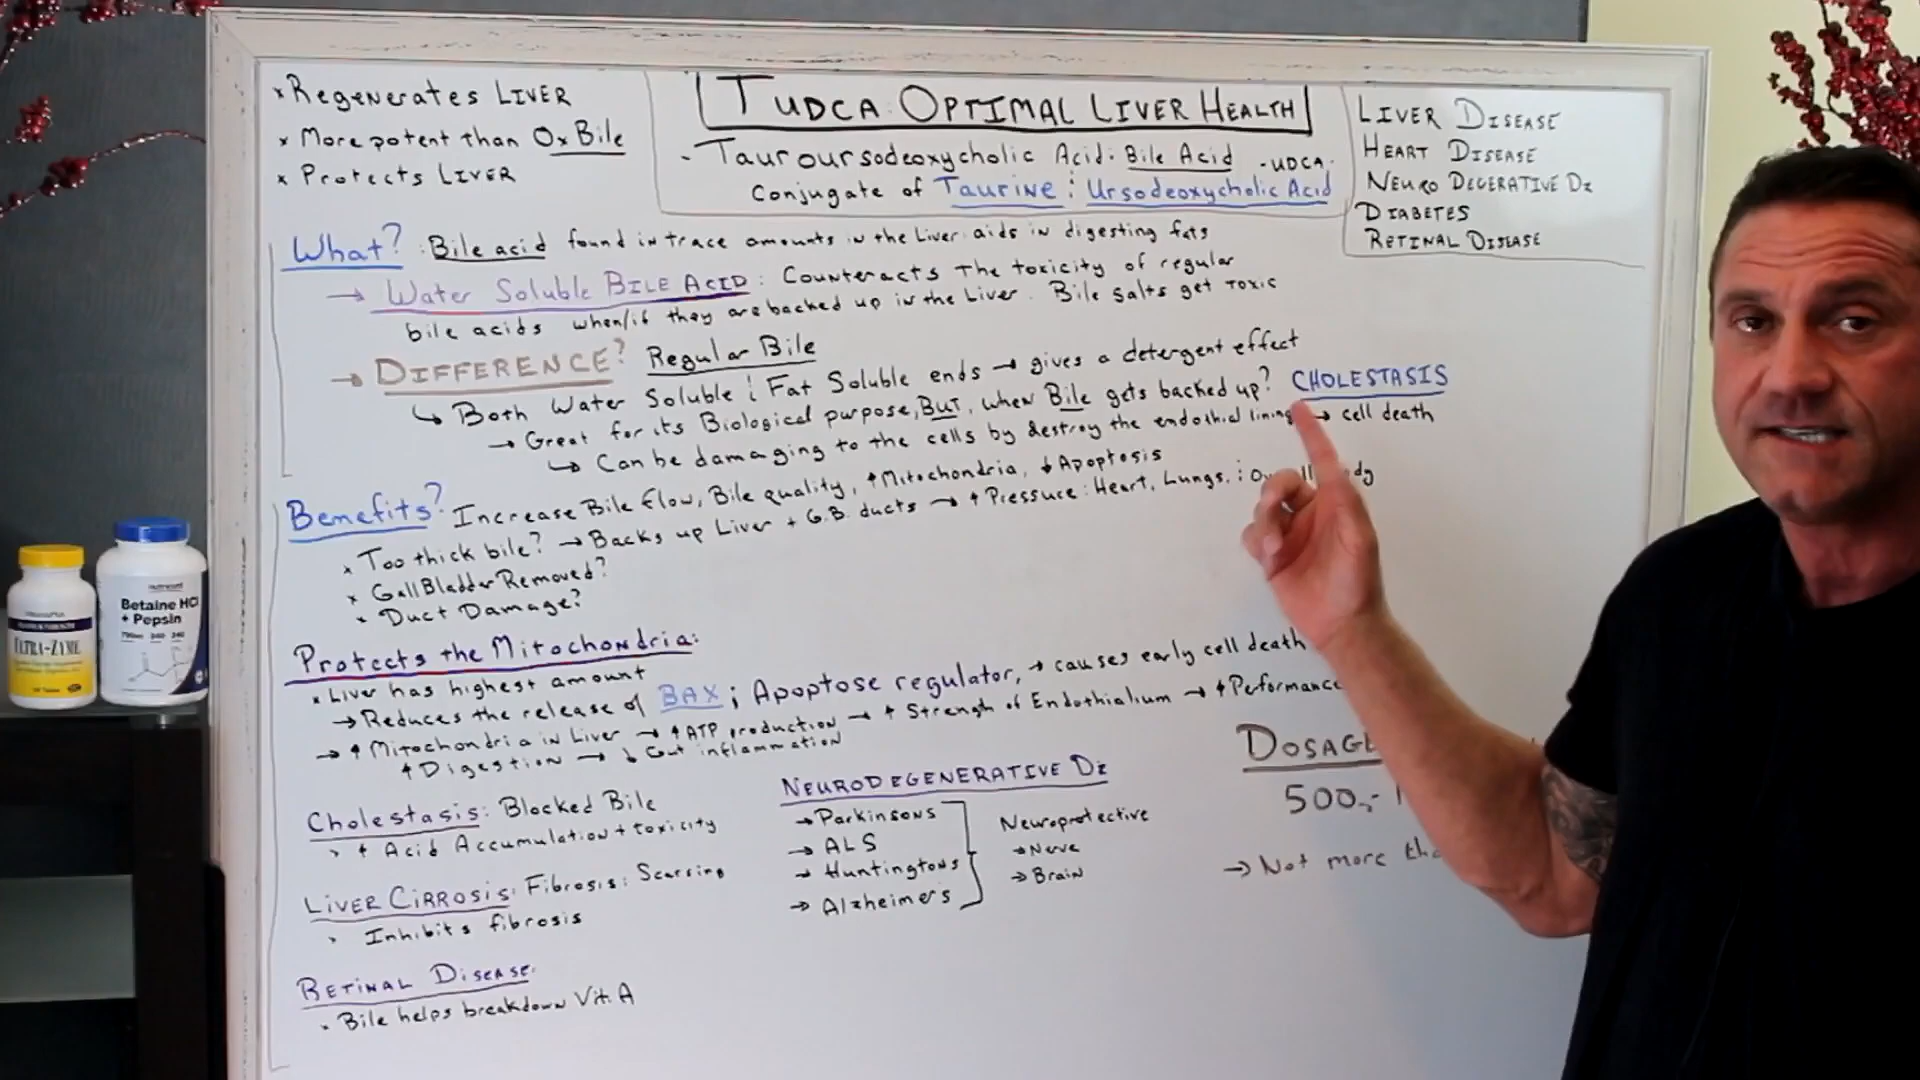 × Regenerates LIVER
× More potent than Ox Bile
× Protects LIVER
TUDCA: OPTIMAL LIVER HEALTH
- Tauroursodeoxycholic Acid: Bile Acid - UDCA.
Conjugate of Taurine ; Ursodeoxycholic Acid
LIVER DISEASE
HEART DISEASE
NEURO DEGERATIVE Dz
DIABETES
RETINAL DISEASE
What? : Bile acid found in trace amounts in the Liver: aids in digesting fats
→ Water Soluble BILE ACID : Counteracts the toxicity of regular
bile acids when/if they are backed up in the Liver. Bile Salts get toxic
→ DIFFERENCE? Regular Bile
↳ Both Water Soluble ; Fat Soluble ends → gives a detergent effect
→ Great for its Biological purpose, BUT, when Bile gets backed up? CHOLESTASIS
↳ Can be damaging to the cells by destroy the endothial lining → cell death
Benefits? Increase Bile flow, Bile quality, ↑ Mitochondria, ↓ Apoptosis
× Too thick bile? → Backs up Liver + G.B. ducts → ↑ Pressure: Heart, Lungs, ;
× GallBladder Removed?
× Duct Damage?
Protects the Mitochondria:
× Liver has highest amount
→ Reduces the release of BAX ; Apoptose regulator, → causes early cell death
→ ↑ Mitochondria in Liver → ↑ ATP production → ↑ Strength of Endothialium → ↑ Performance
↑ Digestion → ↓ Gut inflammation
Cholestasis: Blocked Bile
› ↑ Acid Accumulation + toxicity
LIVER CIRROSIS: Fibrosis: Scarring
› Inhibits fibrosis
RETINAL DISEASE:
× Bile helps breakdown Vit. A
NEURODEGENERATIVE Dz
→ Parkinsons
→ ALS
→ Huntingtons
→ Alzheimers
Neuroprotective
→ Nerve
→ Brain
DOSAGE
500
→ Not more
ULTRA-ZYME
nutricost
Betaine HCl
+ Pepsin